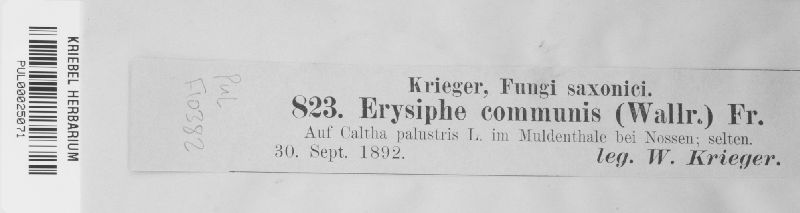 KRIEBEL HERBARIUM
PUL00025071
PUL
F10382
Krieger, Fungi saxonici.
823. Erysiphe communis (Wallr.) Fr.
Auf Caltha palustris L. im Muldenthale bei Nossen; selten.
30. Sept. 1892.
leg. W. Krieger.